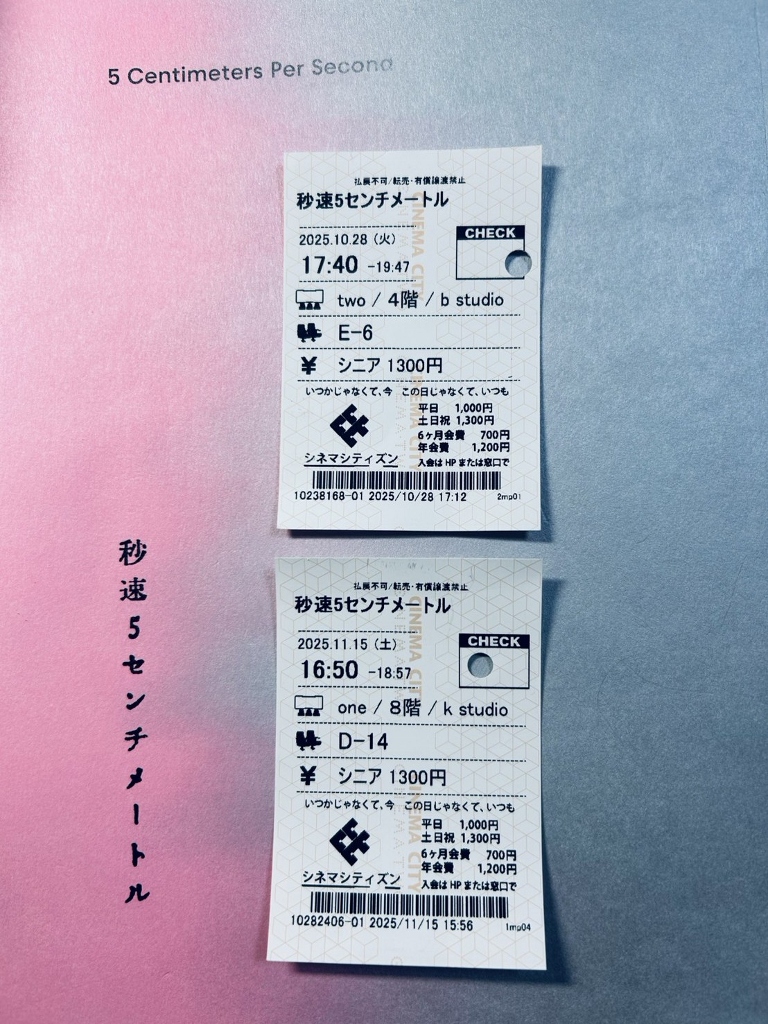 5 Centimeters Per Second
払戻不可/転売・有償譲渡禁止
秒速5センチメートル
2025.10.28 (火)
CHECK
17:40 -19:47
two / 4階 / b studio
E-6
¥ シニア 1300円
いつかじゃなくて、今 この日じゃなくて、いつも
平日 1,000円
土日祝 1,300円
6ヶ月会費 700円
年会費 1,200円
シネマシティズン 入会は HP または窓口で
10238168-01 2025/10/28 17:12 2mp01
CINEMA CITY
払戻不可/転売・有償譲渡禁止
秒速5センチメートル
2025.11.15 (土)
CHECK
16:50 -18:57
one / 8階 / k studio
D-14
¥ シニア 1300円
いつかじゃなくて、今 この日じゃなくて、いつも
平日 1,000円
土日祝 1,300円
6ヶ月会費 700円
年会費 1,200円
シネマシティズン 入会は HP または窓口で
10282406-01 2025/11/15 15:56 1mp04
CINEMA CITY
秒速5センチメートル